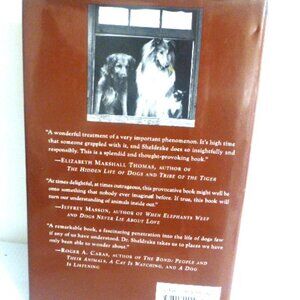 "A wonderful treatment of a very important phenomenon. It's high time
that someone grappled with it, and Sheldrake does so insightfully and
responsibly. This is a splendid and thought-provoking book."
—ELIZABETH MARSHALL THOMAS, AUTHOR OF
THE HIDDEN LIFE OF DOGS AND TRIBE OF THE TIGER
"At times delightful, at times outrageous, this provocative book might well be
onto something that nobody ever imagined before. If true, this book will
turn our understanding of animals inside out."
—JEFFREY MASSON, AUTHOR OF WHEN ELEPHANTS WEEP
AND DOGS NEVER LIE ABOUT LOVE
"A remarkable book, a fascinating penetration into the life of dogs few
if any of us have understood. Dr. Sheldrake takes us to places we have
only been able to wonder about."
—ROGER A. CARAS, AUTHOR OF THE BOND: PEOPLE AND
THEIR ANIMALS, A CAT IS WATCHING, AND A DOG
IS LISTENING.